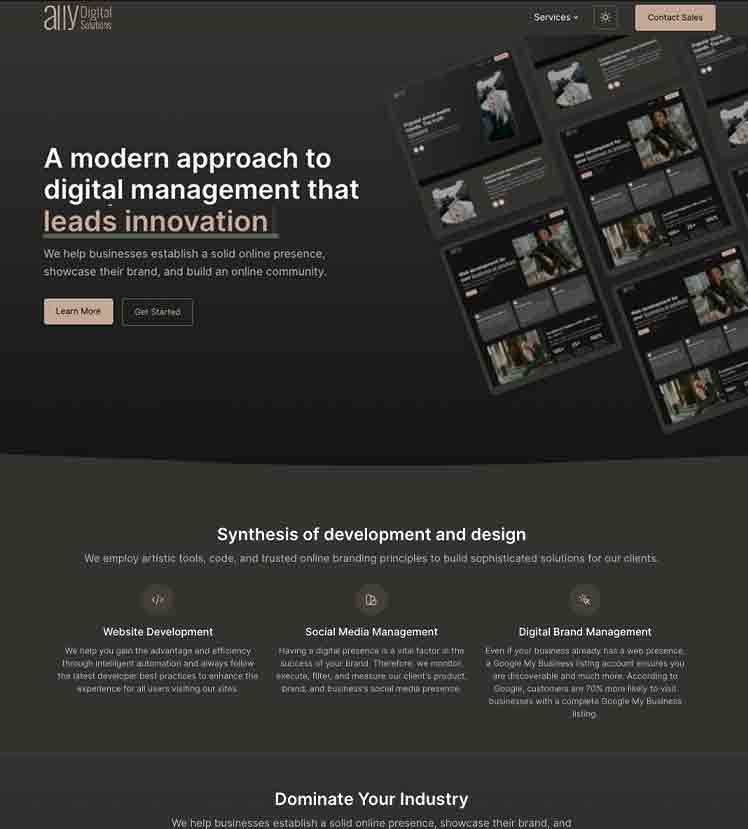 ally Digital
Solutions
Services
Contact Sales
A modern approach to
digital management that
leads innovation
We help businesses establish a solid online presence,
showcase their brand, and build an online community.
Learn More
Get Started
Synthesis of development and design
We employ artistic tools, code, and trusted online branding principles to build sophisticated solutions for our clients.
Website Development
We help you gain the advantage and efficiency
through intelligent automation and always follow
the latest developer best practices to enhance the
experience for all users visiting our sites.
Social Media Management
Having a digital presence is a vital factor in the
success of your brand. Therefore, we monitor,
execute, filter, and measure our client's product,
brand, and business's social media presence.
Digital Brand Management
Even if your business already has a web presence,
a Google My Business listing account ensures you
are discoverable and much more. According to
Google, customers are 70% more likely to visit
businesses with a complete Google My Business
listing.
Dominate Your Industry
We help businesses establish a solid online presence, showcase their brand, and